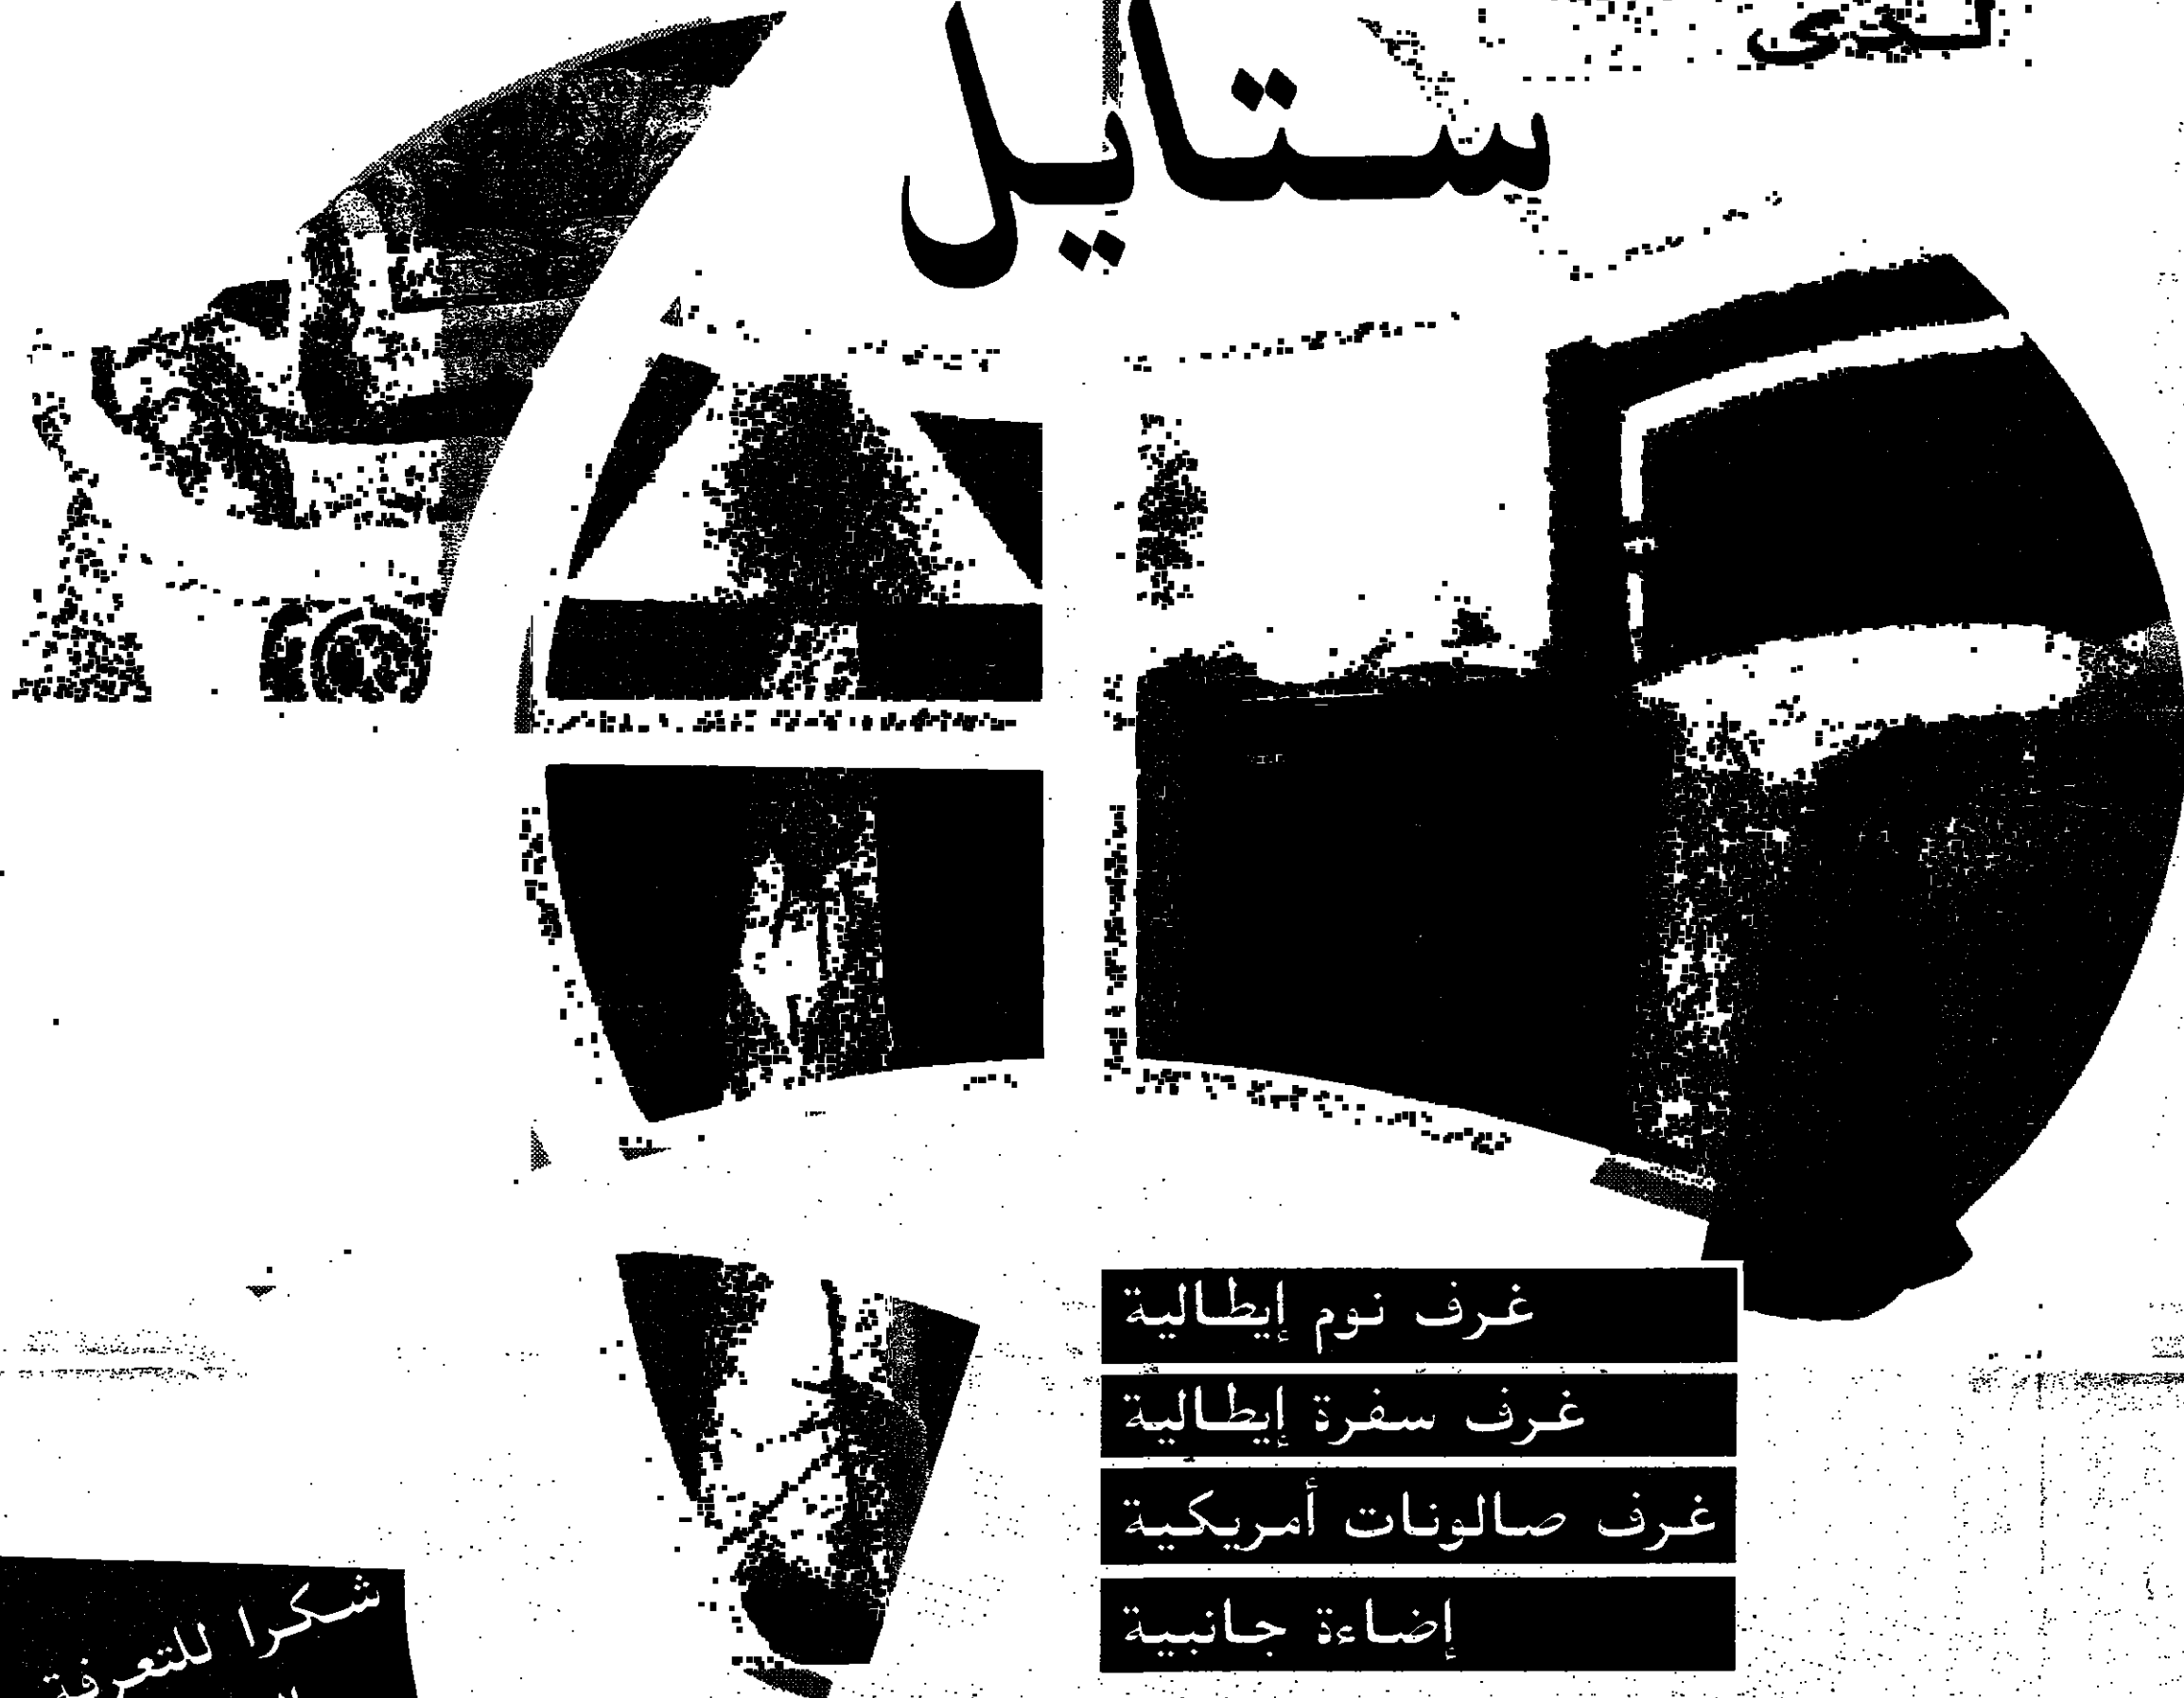 ستايل
غرف نوم إيطالية
غرف سفرة إيطالية
غرف صالونات أمريكية
إضاءة جانبية
شكرا للتعرفة